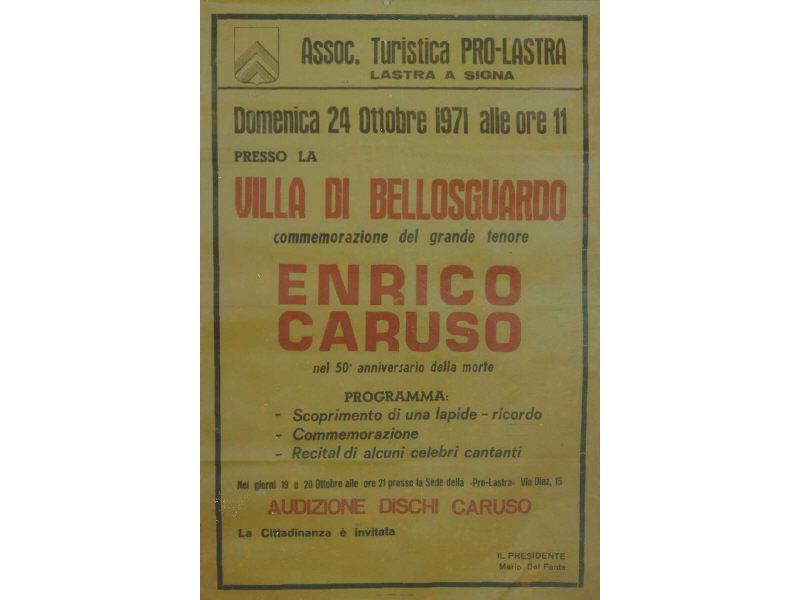 Assoc. Turistica PRO-LASTRA
LASTRA A SIGNA
Domenica 24 Ottobre 1971 alle ore 11
PRESSO LA
VILLA DI BELLOSGUARDO
commemorazione del grande tenore
ENRICO
CARUSO
nel 50° anniversario della morte
PROGRAMMA:
- Scoprimento di una lapide - ricordo
- Commemorazione
- Recital di alcuni celebri cantanti
Nei giorni 19 e 20 Ottobre alle ore 21 presso la Sede della «Pro-Lastra» Via Diaz, 15
AUDIZIONE DISCHI CARUSO
La Cittadinanza è invitata
IL PRESIDENTE
Mario Del Fante